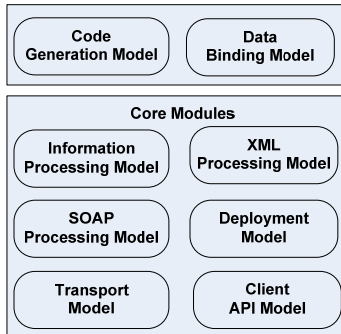 Code
Generation Model
Data
Binding Model
Core Modules
Information
Processing Model
XML
Processing Model
SOAP
Processing Model
Deployment
Model
Transport
Model
Client
API Model